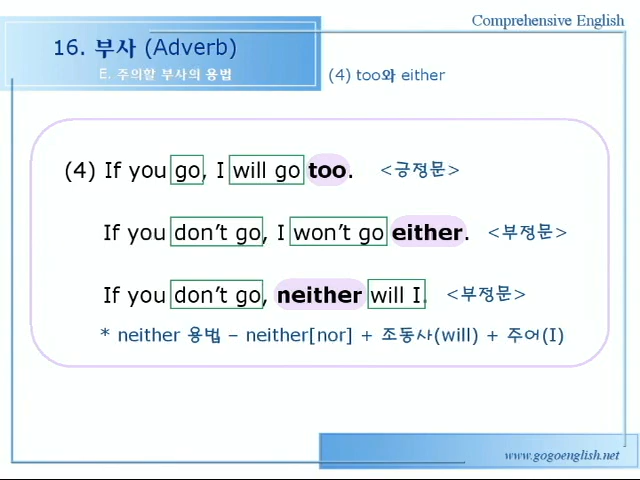 Comprehensive English
16. 부사 (Adverb)
E. 주의할 부사의 용법
(4) too와 either
(4) If you go, I will go too. <긍정문>
If you don't go, I won't go either. <부정문>
If you don't go, neither will I. <부정문>
* neither 용법 – neither[nor] + 조동사(will) + 주어(I)
www.gogoenglish.net